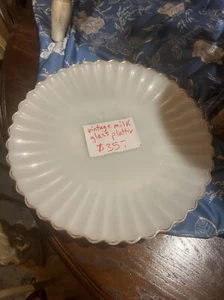 vintage milk
glass platter
$35-